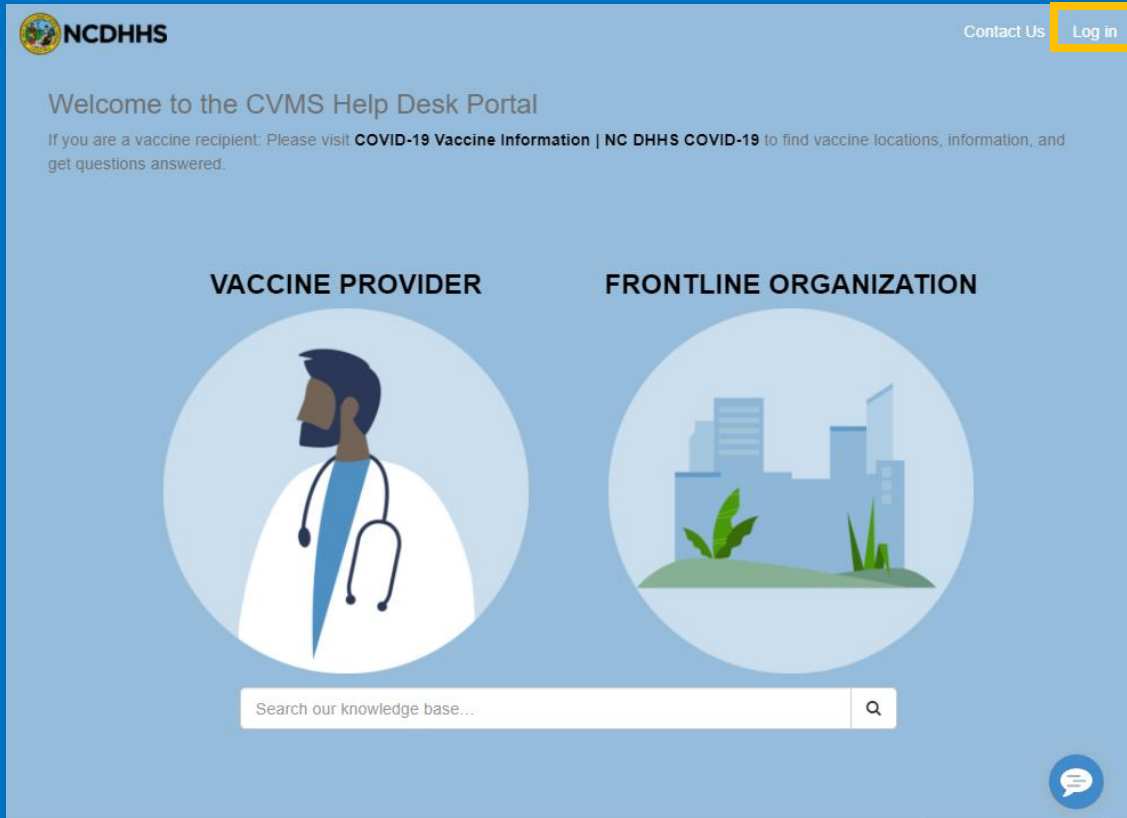 NCDHHS
Contact Us
Log in
Welcome to the CVMS Help Desk Portal
If you are a vaccine recipient: Please visit COVID-19 Vaccine Information | NC DHHS COVID-19 to find vaccine locations, information, and
get questions answered.
VACCINE PROVIDER
FRONTLINE ORGANIZATION
Search our knowledge base...